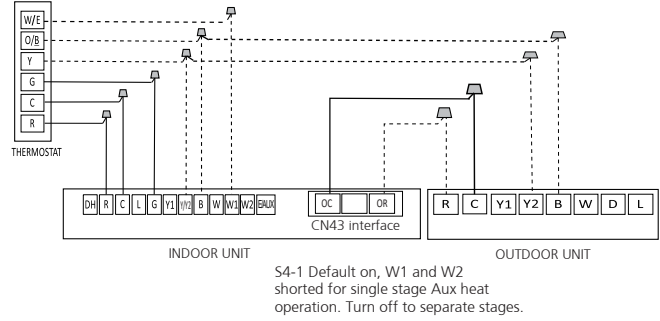 W/E
O/B
Y
G
C
R
THERMOSTAT
DH R C L G Y1 Y/Y2 B W W1 W2 E/AUX
OC OR
CN43 interface
R C Y1 Y2 B W D L
INDOOR UNIT
OUTDOOR UNIT
S4-1 Default on, W1 and W2
shorted for single stage Aux heat
operation. Turn off to separate stages.